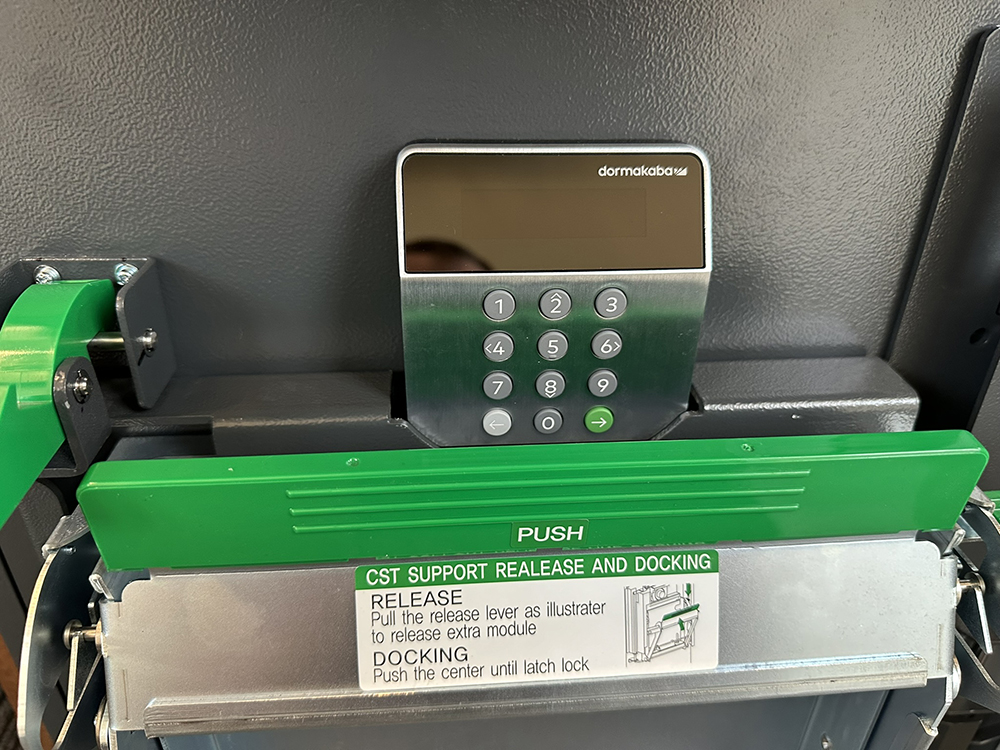 dormakaba
1 2 3
<4 5 6>
7 8 9
← 0 →
PUSH
CST SUPPORT REALEASE AND DOCKING
RELEASE
Pull the release lever as illustrater
to release extra module
DOCKING
Push the center until latch lock